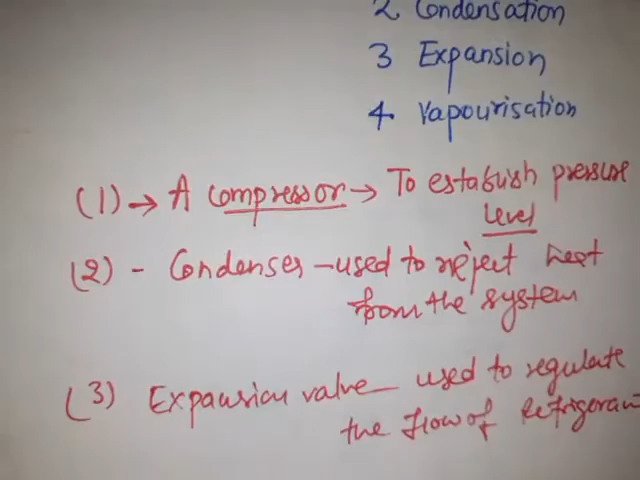 2 Condensation
3 Expansion
4 Vapourisation
(1) → A compressor → To establish pressure
level
(2) - Condenser - used to reject heat
from the system
(3) Expansion valve used to regulate
the flow of Refrigeran